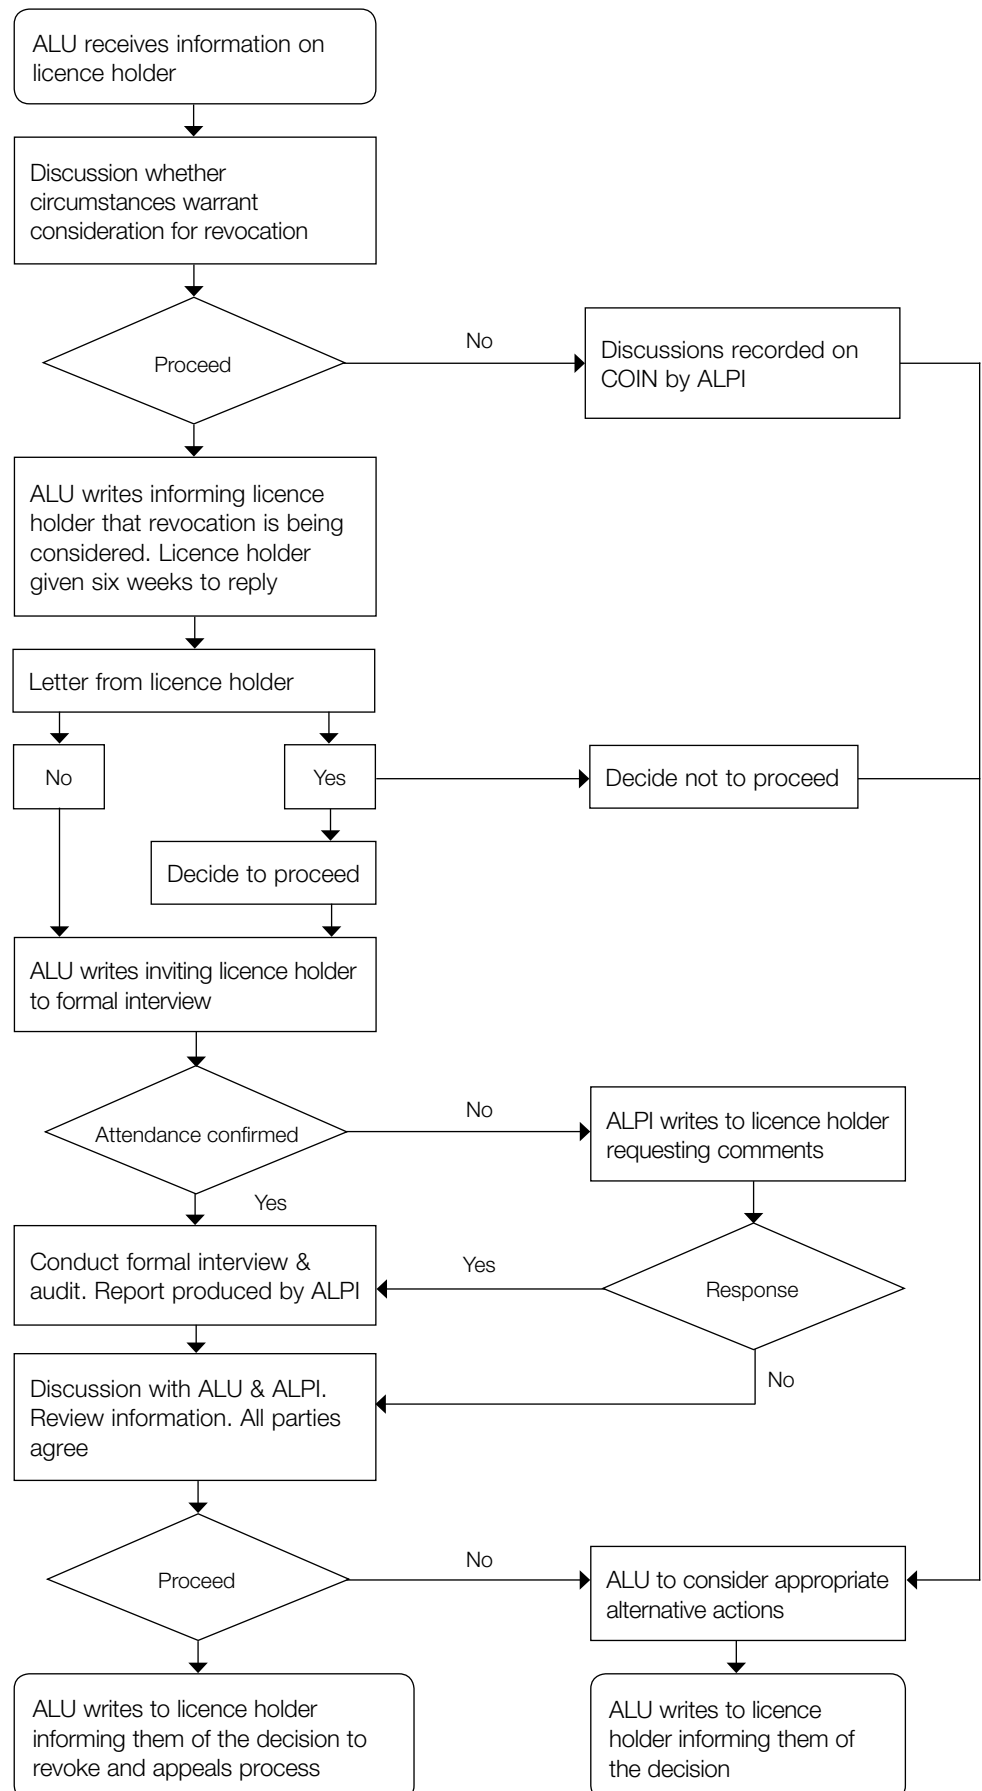 ALU receives information on
licence holder
Discussion whether
circumstances warrant
consideration for revocation
Proceed
No
Discussions recorded on
COIN by ALPI
ALU writes informing licence
holder that revocation is being
considered. Licence holder
given six weeks to reply
Letter from licence holder
No
Yes
Decide not to proceed
Decide to proceed
ALU writes inviting licence holder
to formal interview
Attendance confirmed
No
ALPI writes to licence holder
requesting comments
Yes
Conduct formal interview &
audit. Report produced by ALPI
Yes
Response
No
Discussion with ALU & ALPI.
Review information. All parties
agree
Proceed
No
ALU to consider appropriate
alternative actions
ALU writes to licence holder
informing them of the decision to
revoke and appeals process
ALU writes to licence
holder informing them of
the decision